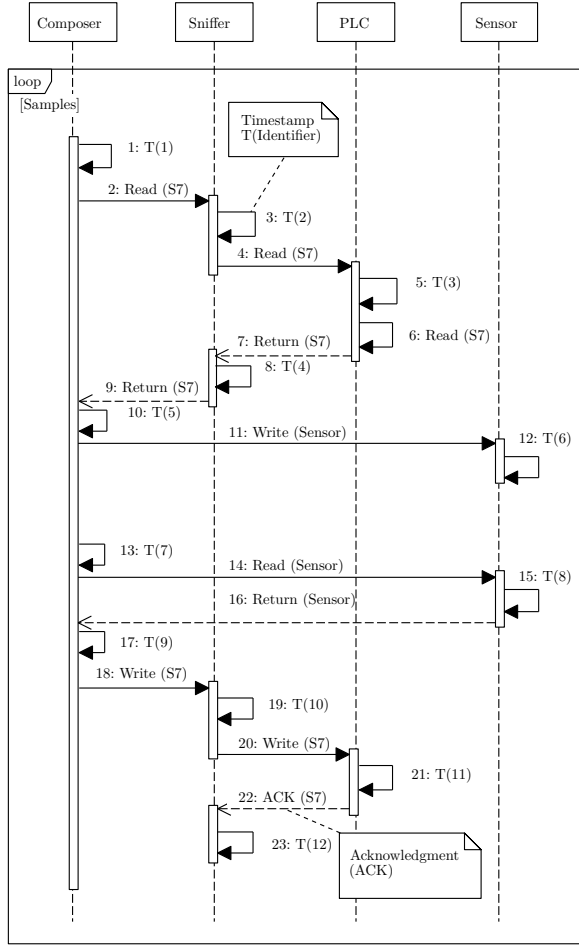 Composer
Sniffer
PLC
Sensor
loop
[Samples]
Timestamp
T(Identifier)
1: T(1)
2: Read (S7)
3: T(2)
4: Read (S7)
5: T(3)
6: Read (S7)
7: Return (S7)
8: T(4)
9: Return (S7)
10: T(5)
11: Write (Sensor)
12: T(6)
13: T(7)
14: Read (Sensor)
15: T(8)
16: Return (Sensor)
17: T(9)
18: Write (S7)
19: T(10)
20: Write (S7)
21: T(11)
22: ACK (S7)
23: T(12)
Acknowledgment
(ACK)